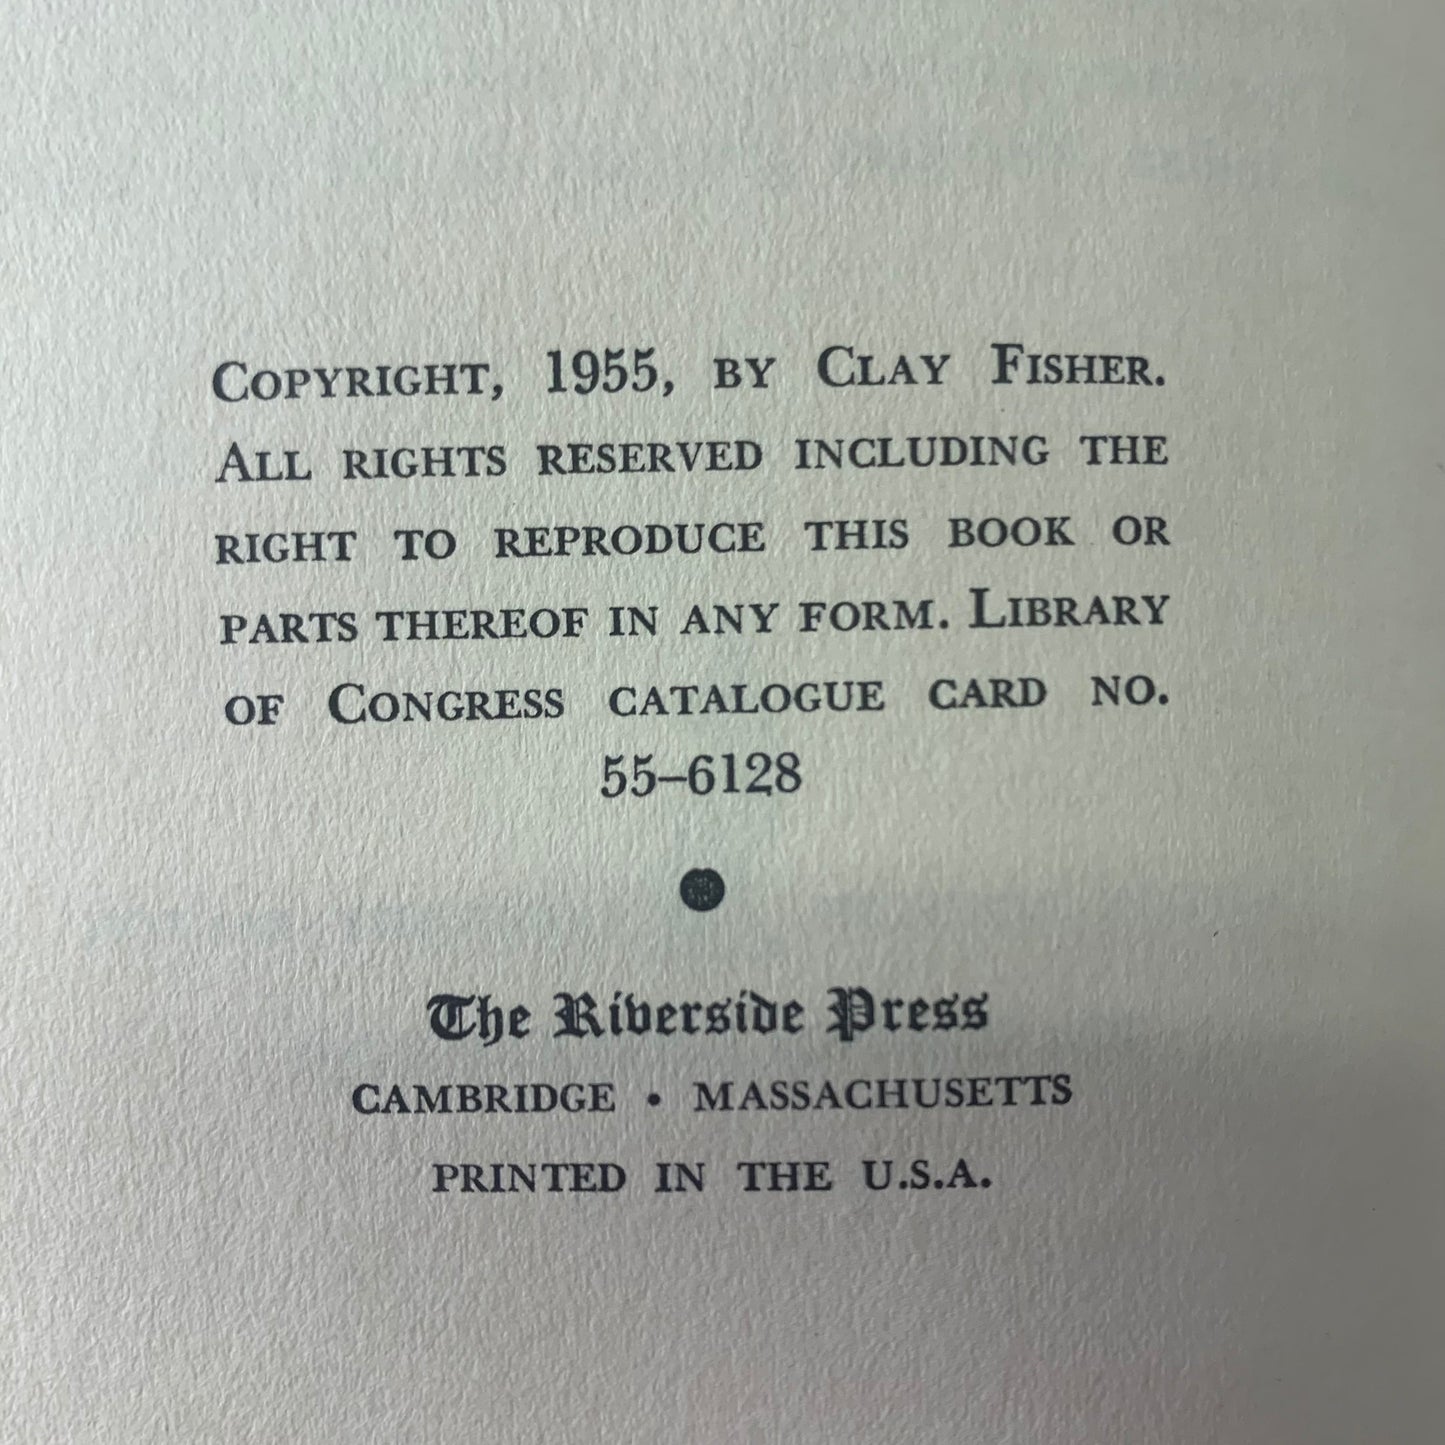 Copyright, 1955, by Clay Fisher.
All rights reserved including the
right to reproduce this book or
parts thereof in any form. Library
of Congress catalogue card no.
55–6128
The Riverside Press
CAMBRIDGE • MASSACHUSETTS
PRINTED IN THE U.S.A.